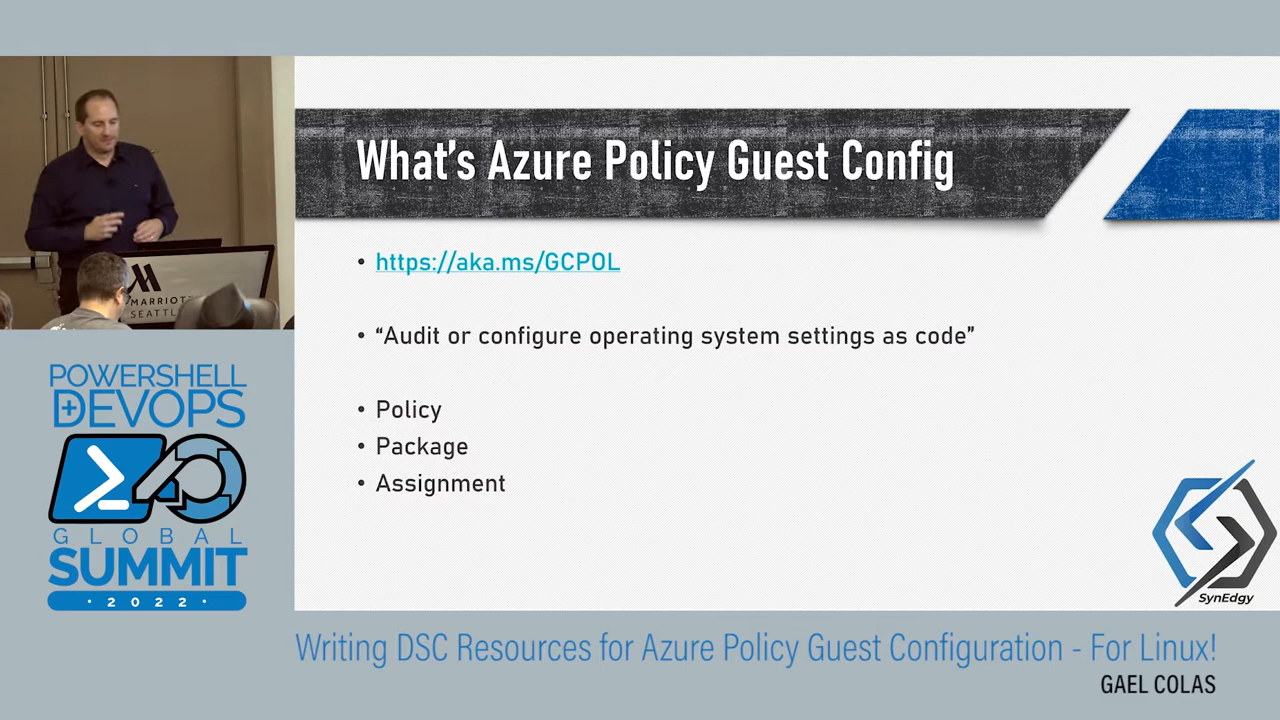 What's Azure Policy Guest Config
• https://aka.ms/GCPOL
• “Audit or configure operating system settings as code”
• Policy
• Package
• Assignment
SynEdgy
MARRIOTT
SEATTL
POWERSHELL
DEVOPS
GLOBAL
SUMMIT
· 2022 ·
Writing DSC Resources for Azure Policy Guest Configuration - For Linux!
GAEL COLAS